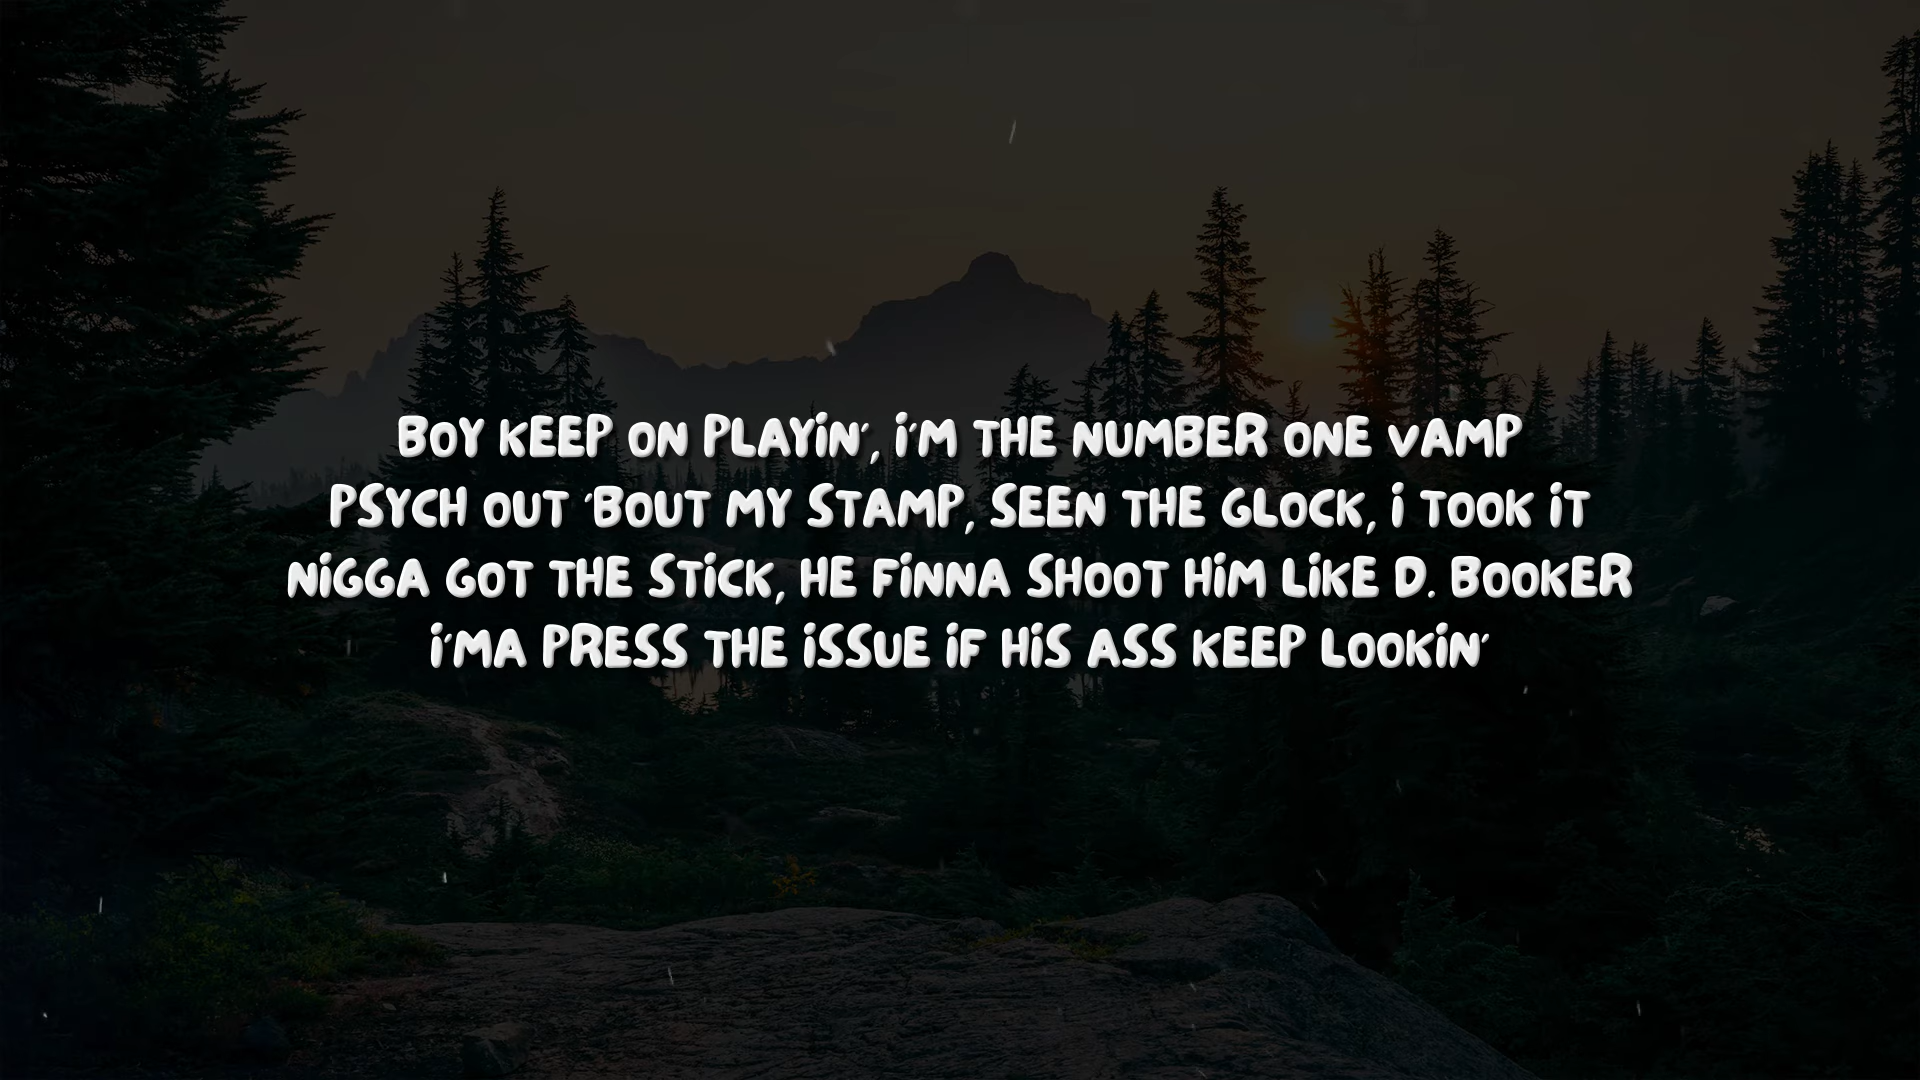 BOY KEEP ON PLAYIN', I'M THE NUMBER ONE VAMP
PSYCH OUT 'BOUT MY STAMP, SEEN THE GLOCK, I TOOK IT
NIGGA GOT THE STICK, HE FINNA SHOOT HIM LIKE D. BOOKER
I'MA PRESS THE ISSUE IF HIS ASS KEEP LOOKIN'